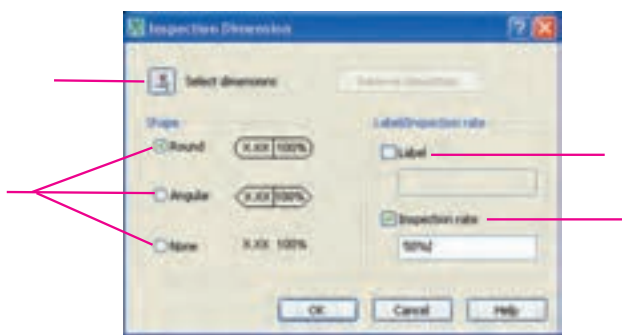 Inspection Dimension
Select dimensions
Remove Inspection
Shape
Round
X.XX 100%
Angular
X.XX 100%
None
X.XX 100%
Label/Inspection rate
Label
Inspection rate
50%
OK
Cancel
Help